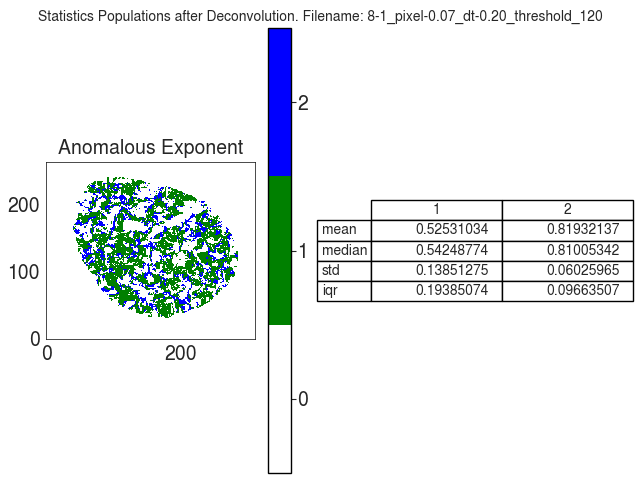 Statistics Populations after Deconvolution. Filename: 8-1_pixel-0.07_dt-0.20_threshold_120
Anomalous Exponent
200
100
0
0 200
2
1
0
1 2
mean 0.52531034 0.81932137
median 0.54248774 0.81005342
std 0.13851275 0.06025965
iqr 0.19385074 0.09663507